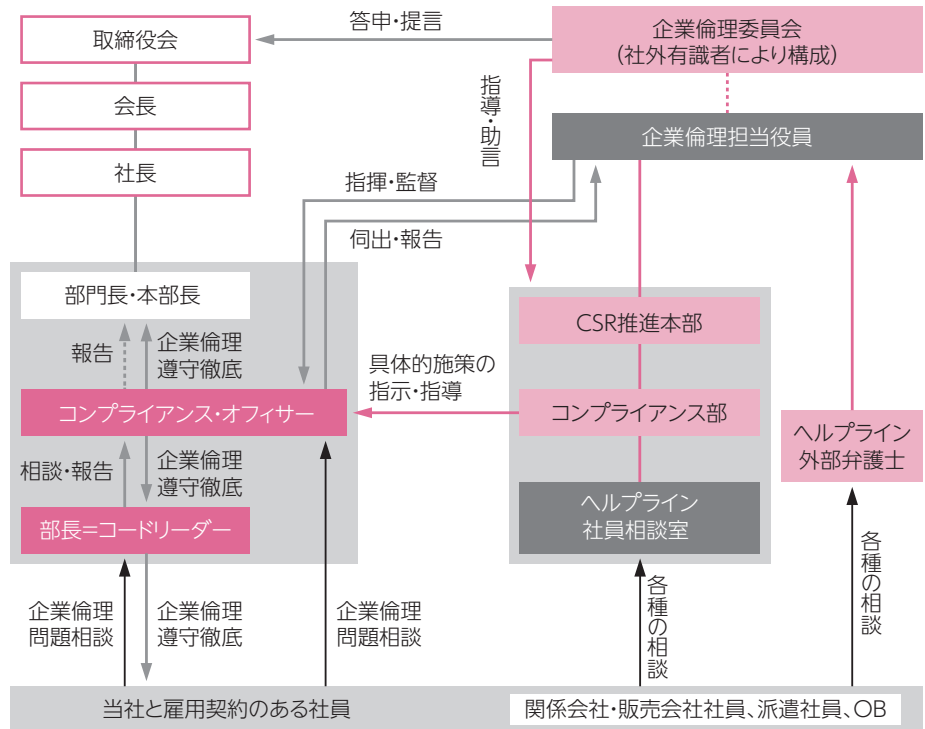 答申・提言
取締役会
企業倫理委員会
(社外有識者により構成)
会長
指導・助言
企業倫理担当役員
社長
指揮・監督
伺出・報告
部門長・本部長
CSR推進本部
報告
企業倫理
遵守徹底
具体的施策の
指示・指導
コンプライアンス・オフィサー
コンプライアンス部
ヘルプライン
外部弁護士
相談・報告
企業倫理
遵守徹底
ヘルプライン
社員相談室
部長=コードリーダー
各種の相談
各種の相談
企業倫理
問題相談
企業倫理
遵守徹底
企業倫理
問題相談
当社と雇用契約のある社員
関係会社・販売会社社員、派遣社員、OB